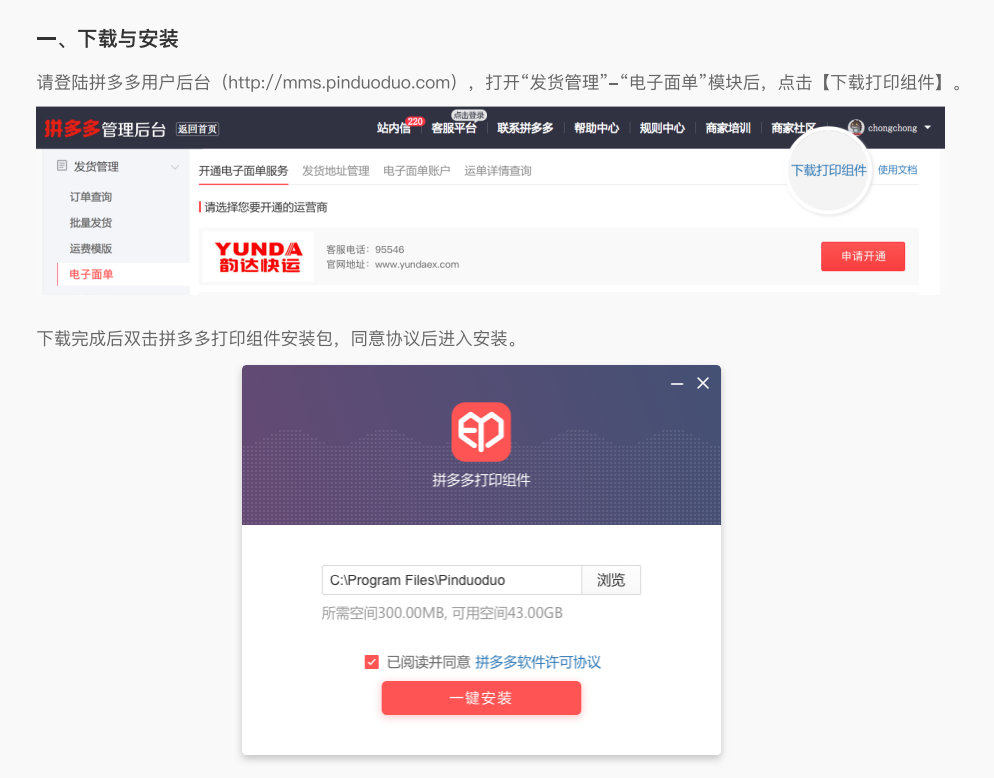 一、下载与安装
请登陆拼多多用户后台（http://mms.pinduoduo.com），打开“发货管理”–“电子面单”模块后，点击【下载打印组件】。
点击登录
拼多多管理后台 返回首页 站内信 220 客服平台 联系拼多多 帮助中心 规则中心 商家培训 商家社区 chongchong
发货管理 开通电子面单服务 发货地址管理 电子面单账户 运单详情查询 下载打印组件 使用文档
订单查询
请选择您要开通的运营商
批量发货
运费模版
电子面单
YUNDA
韵达快运
客服电话：95546
官网地址：www.yundaex.com
申请开通
下载完成后双击拼多多打印组件安装包，同意协议后进入安装。
拼多多打印组件
C:\Program Files\Pinduoduo 浏览
所需空间300.00MB, 可用空间43.00GB
已阅读并同意 拼多多软件许可协议
一键安装